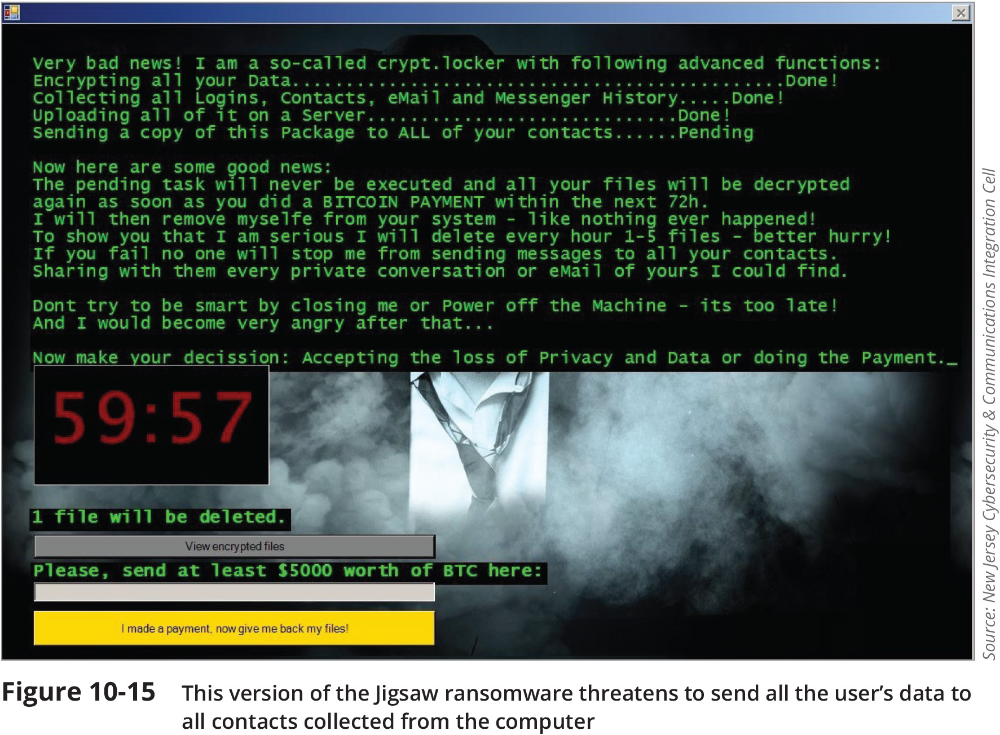 Very bad news! I am a so-called crypt.locker with following advanced functions:
Encrypting all your Data..............................................Done!
Collecting all Logins, Contacts, eMail and Messenger History.....Done!
Uploading all of it on a Server.............................Done!
Sending a copy of this Package to ALL of your contacts......Pending
Now here are some good news:
The pending task will never be executed and all your files will be decrypted
again as soon as you did a BITCOIN PAYMENT within the next 72h.
I will then remove myselfe from your system - like nothing ever happened!
To show you that I am serious I will delete every hour 1-5 files - better hurry!
If you fail no one will stop me from sending messages to all your contacts.
Sharing with them every private conversation or eMail of yours I could find.
Dont try to be smart by closing me or Power off the Machine - its too late!
And I would become very angry after that...
Now make your decission: Accepting the loss of Privacy and Data or doing the Payment._
59:57
1 file will be deleted.
View encrypted files
Please, send at least $5000 worth of BTC here:
I made a payment, now give me back my files!
Source: New Jersey Cybersecurity & Communications Integration Cell
Figure 10-15 This version of the Jigsaw ransomware threatens to send all the user’s data to
all contacts collected from the computer